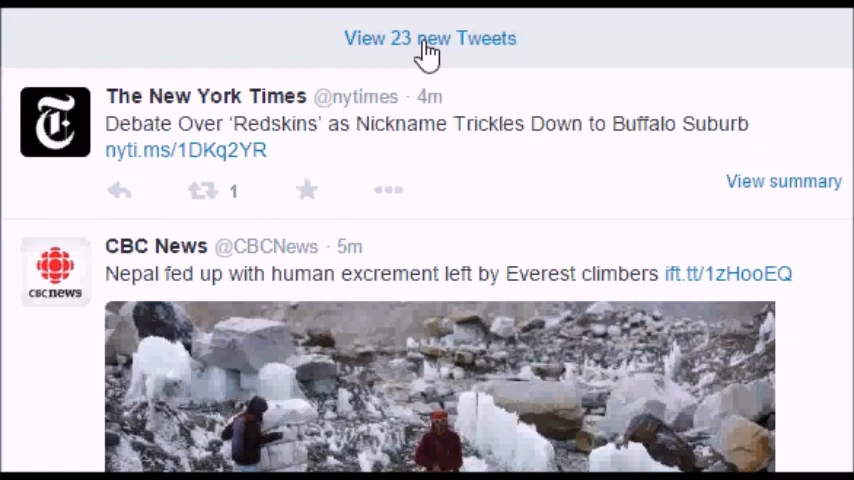 View 23 new Tweets
The New York Times @nytimes · 4m
Debate Over ‘Redskins’ as Nickname Trickles Down to Buffalo Suburb
nyti.ms/1DKq2YR
1
View summary
CBC News @CBCNews · 5m
Nepal fed up with human excrement left by Everest climbers ift.tt/1zHooEQ
CBCnews